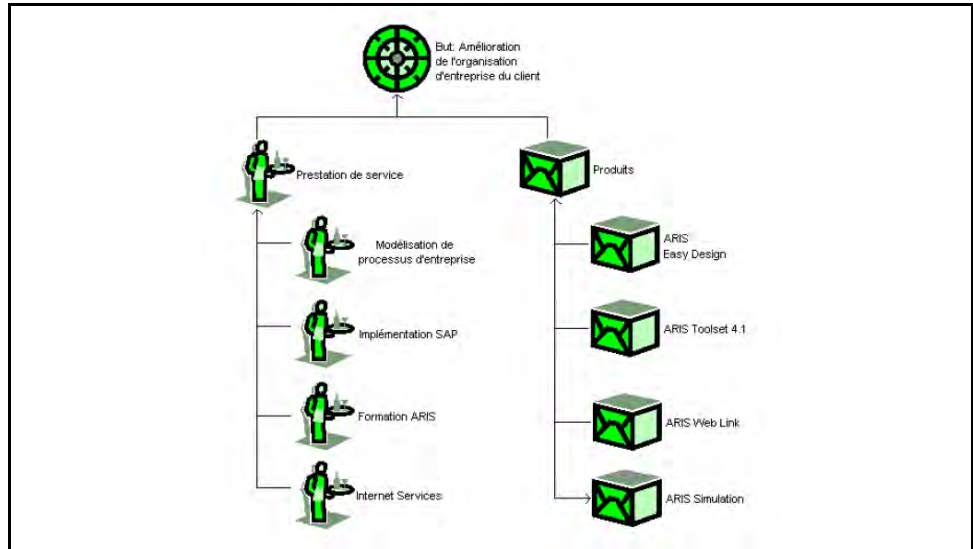 But: Amélioration
de l'organisation
d'entreprise du client
Prestation de service
Produits
Modélisation de
processus d'entreprise
ARIS
Easy Design
Implémentation SAP
ARIS Toolset 4.1
Formation ARIS
ARIS Web Link
Internet Services
ARIS Simulation